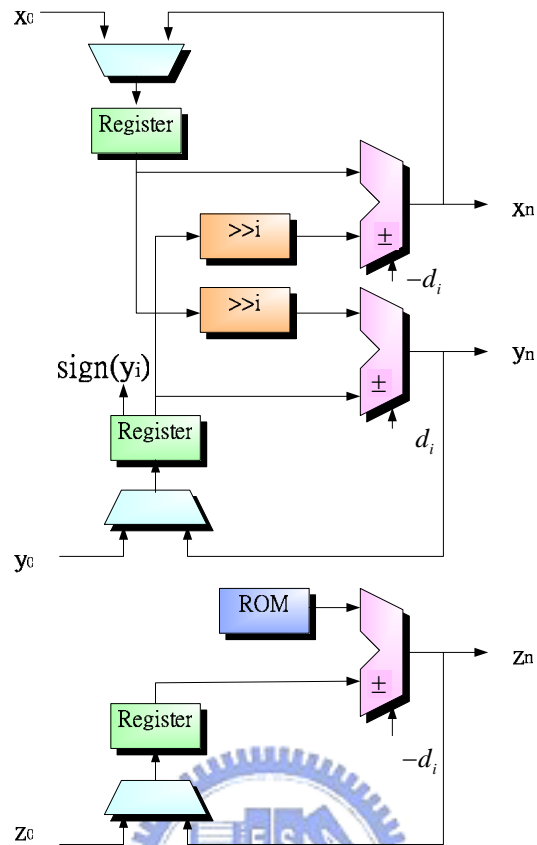 x0
Register
>>i
±
xn
-di
>>i
sign(yi)
±
yn
Register
di
y0
ROM
±
zn
Register
-di
z0